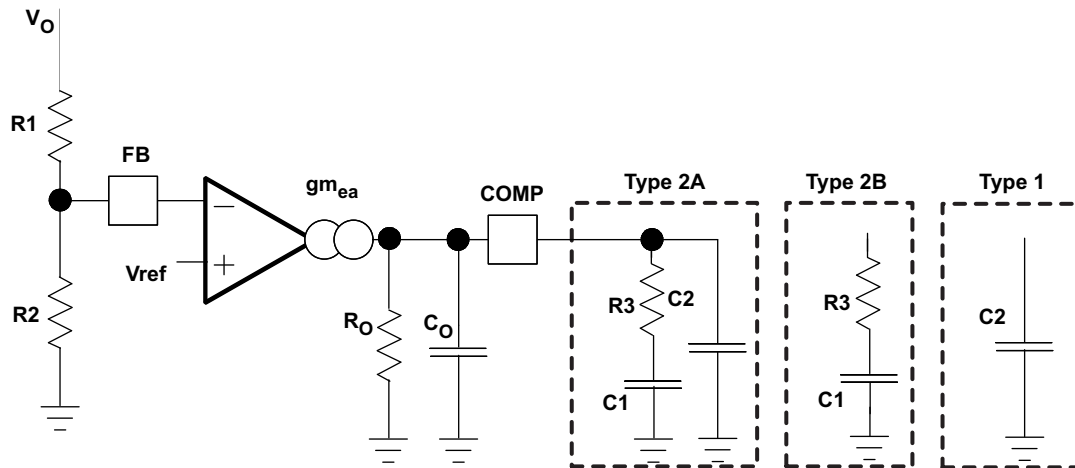 VO
R1
FB
gmea
COMP
Type 2A
Type 2B
Type 1
Vref
R2
RO
CO
R3
C2
C1
R3
C1
C2